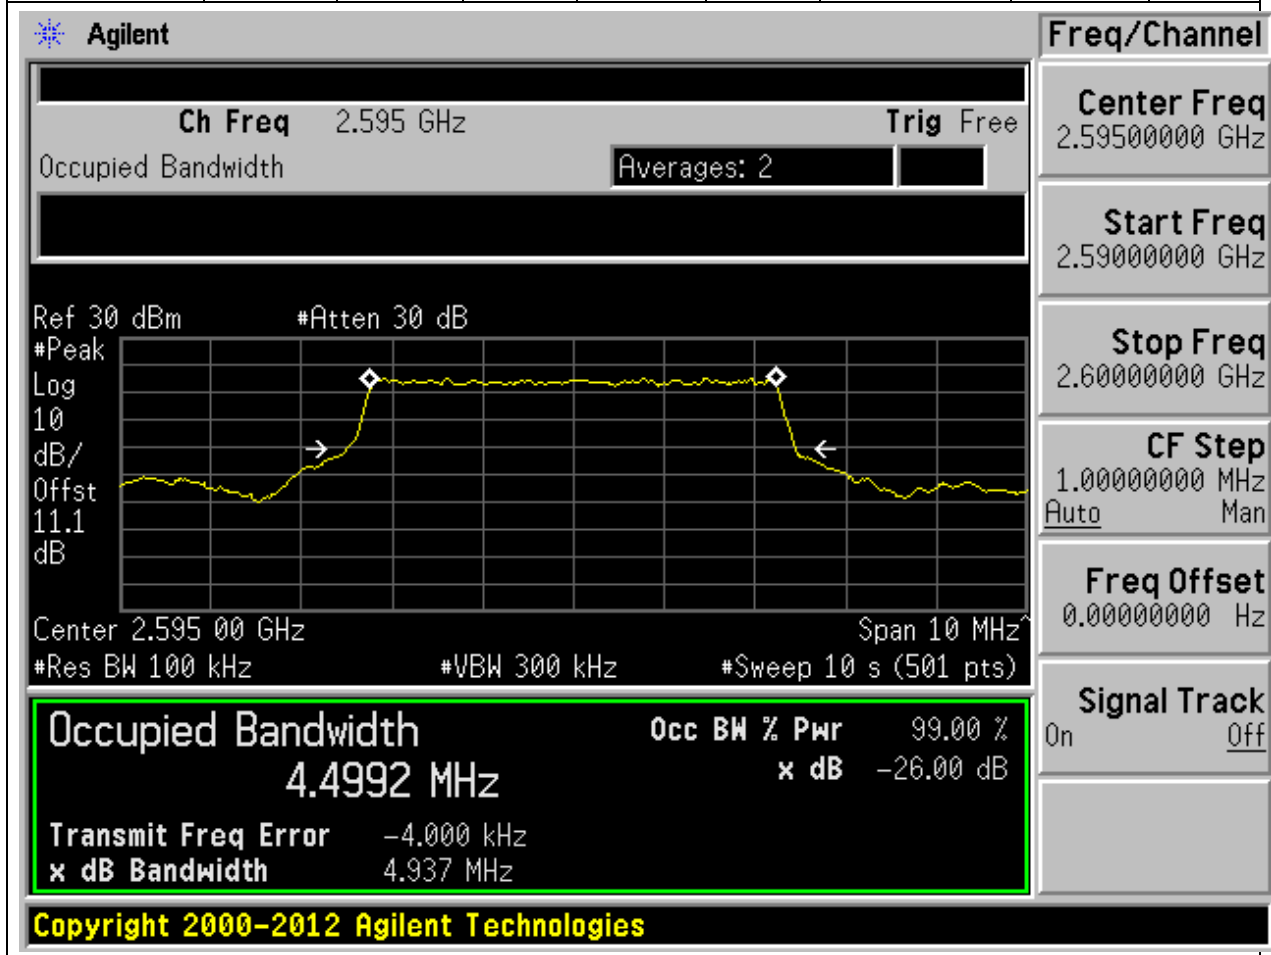 Agilent
Freq/Channel
Ch Freq 2.595 GHz Trig Free
Occupied Bandwidth Averages: 2
Center Freq
2.59500000 GHz
Start Freq
2.59000000 GHz
Stop Freq
2.60000000 GHz
CF Step
1.00000000 MHz
Auto Man
Freq Offset
0.00000000 Hz
Signal Track
On Off
Ref 30 dBm #Atten 30 dB
#Peak
Log
10
dB/
Offst
11.1
dB
Center 2.595 00 GHz Span 10 MHz^
#Res BW 100 kHz #VBW 300 kHz #Sweep 10 s (501 pts)
Occupied Bandwidth Occ BW % Pwr 99.00 %
4.4992 MHz x dB -26.00 dB
Transmit Freq Error -4.000 kHz
x dB Bandwidth 4.937 MHz
Copyright 2000-2012 Agilent Technologies